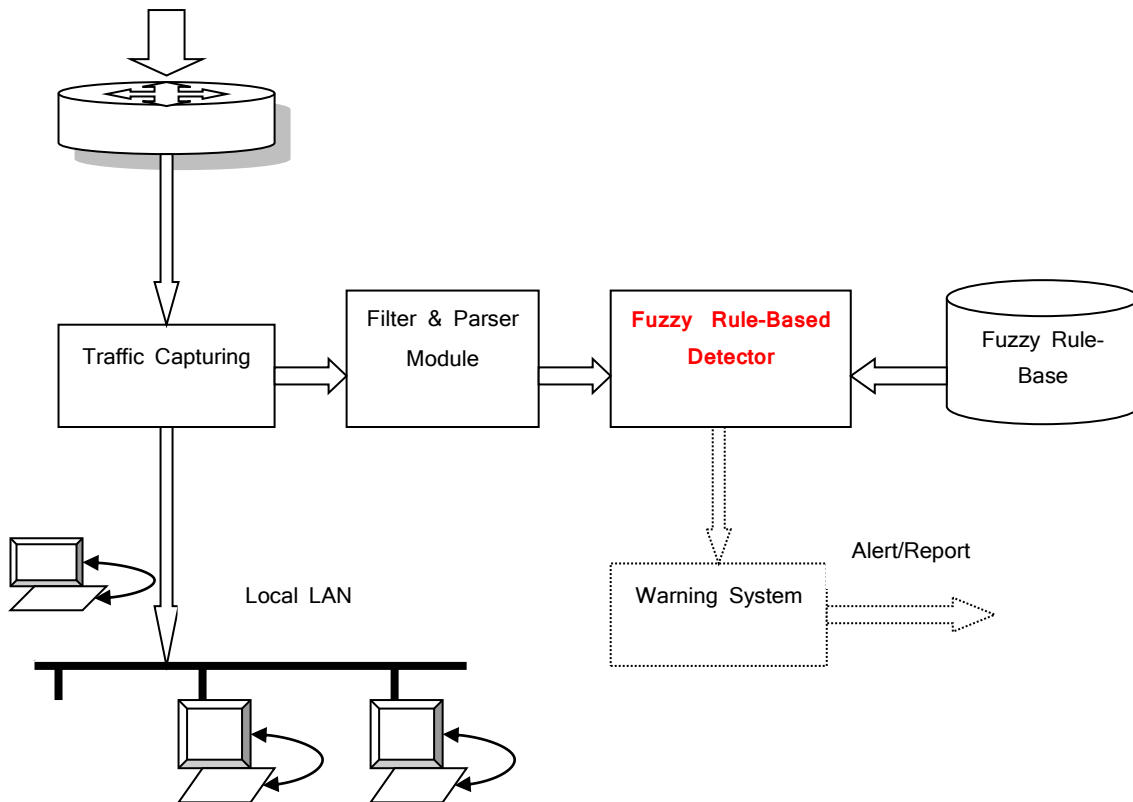 Traffic Capturing
Filter & Parser
Module
Fuzzy Rule-Based
Detector
Fuzzy Rule-
Base
Alert/Report
Local LAN
Warning System